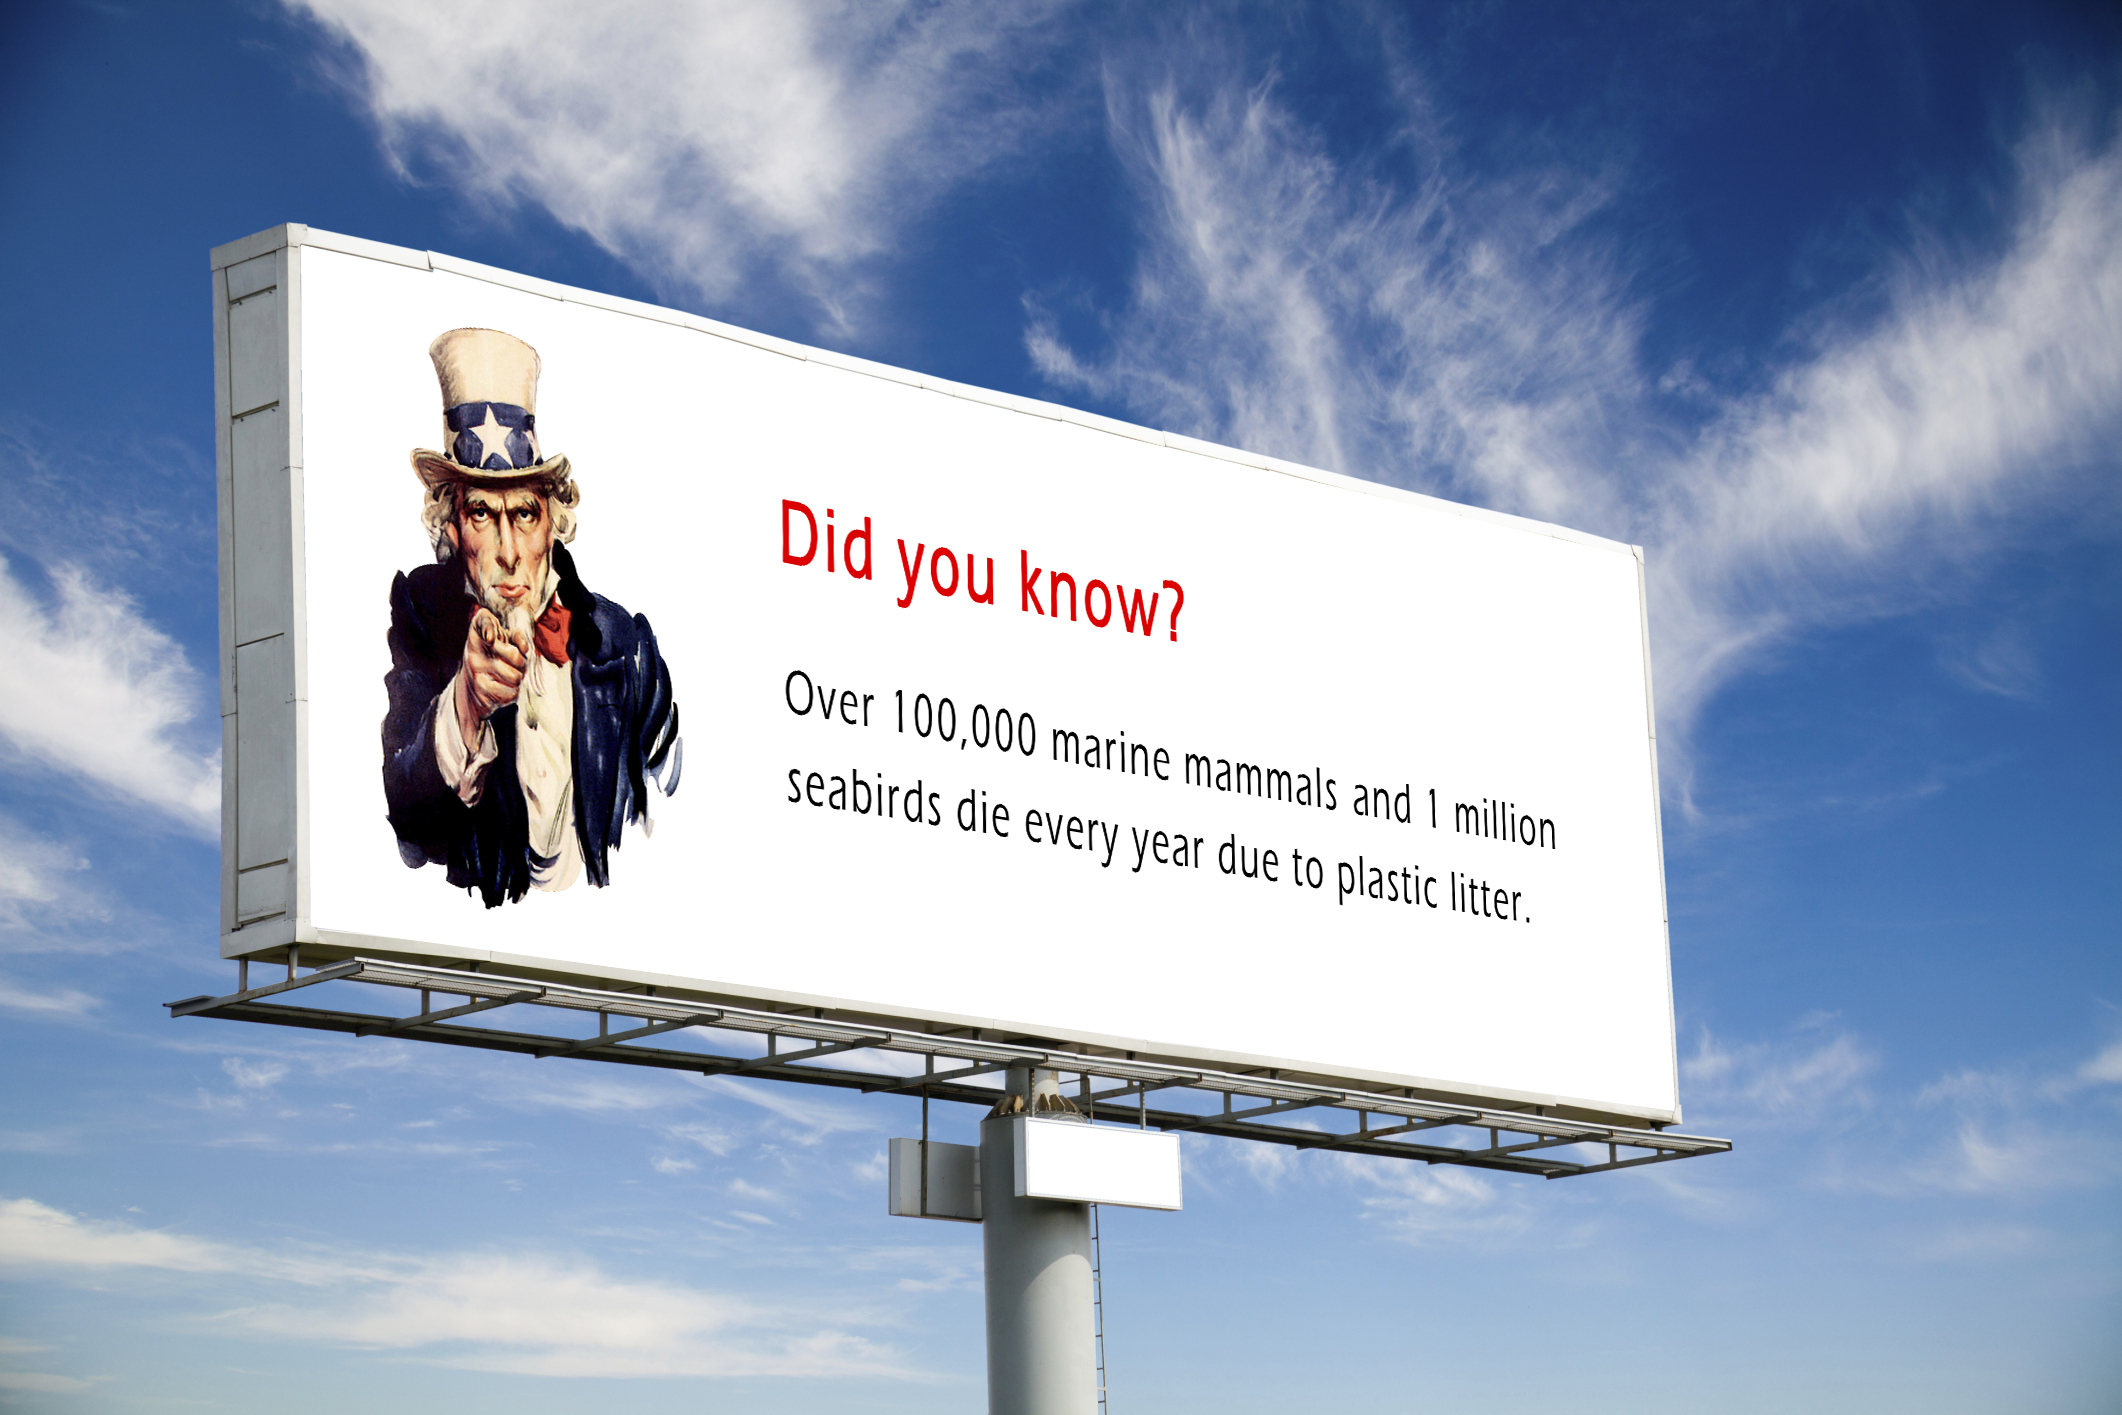 Did you know?
Over 100,000 marine mammals and 1 million
seabirds die every year due to plastic litter.